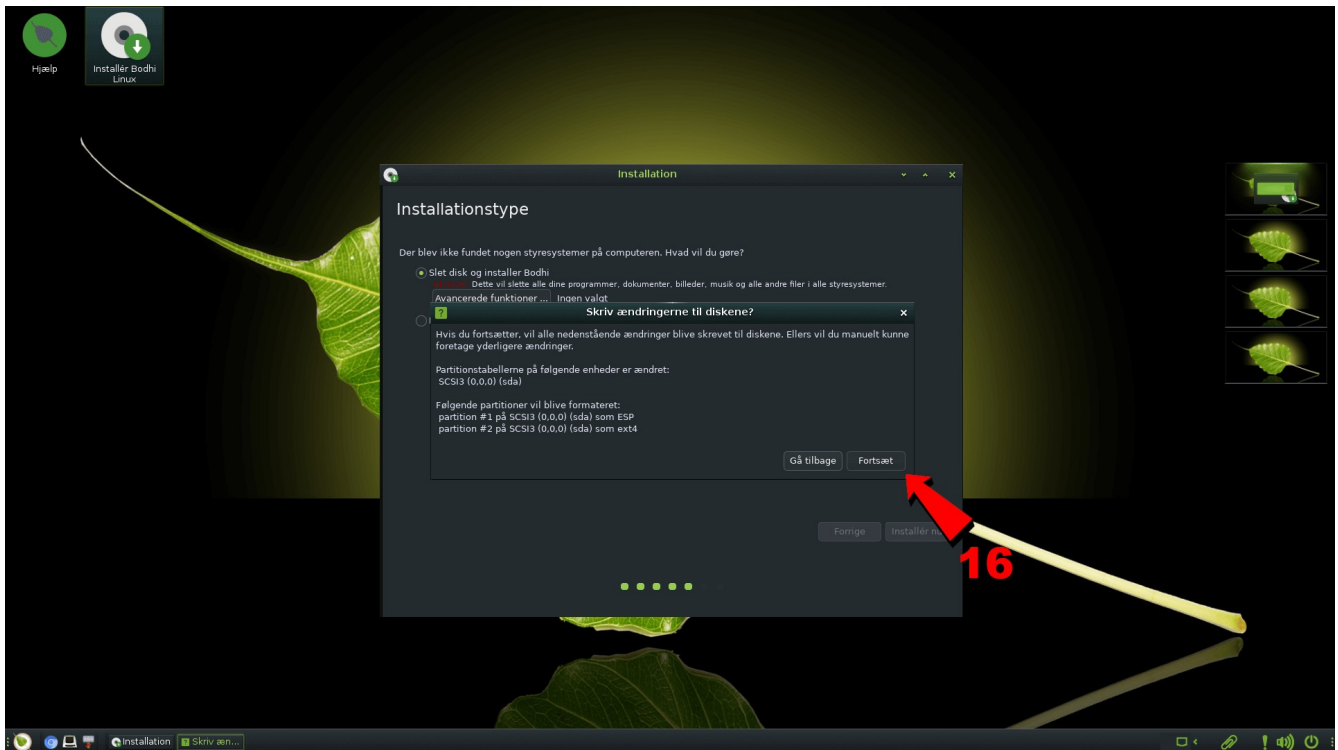 Hjælp
Installér Bodhi
Linux
Installation
Installationstype
Der blev ikke fundet nogen styresystemer på computeren. Hvad vil du gøre?
Slet disk og installer Bodhi
Dette vil slette alle dine programmer, dokumenter, billeder, musik og alle andre filer i alle styresystemer.
Avancerede funktioner ... Ingen valgt
Skriv ændringerne til diskene?
Hvis du fortsætter, vil alle nedenstående ændringer blive skrevet til diskene. Ellers vil du manuelt kunne
foretage yderligere ændringer.
Partitionstabellerne på følgende enheder er ændret:
SCSI3 (0,0,0) (sda)
Følgende partitioner vil blive formateret:
partition #1 på SCSI3 (0,0,0) (sda) som ESP
partition #2 på SCSI3 (0,0,0) (sda) som ext4
Gå tilbage Fortsæt
Forrige Installér nu
16
Installation Skriv æn...